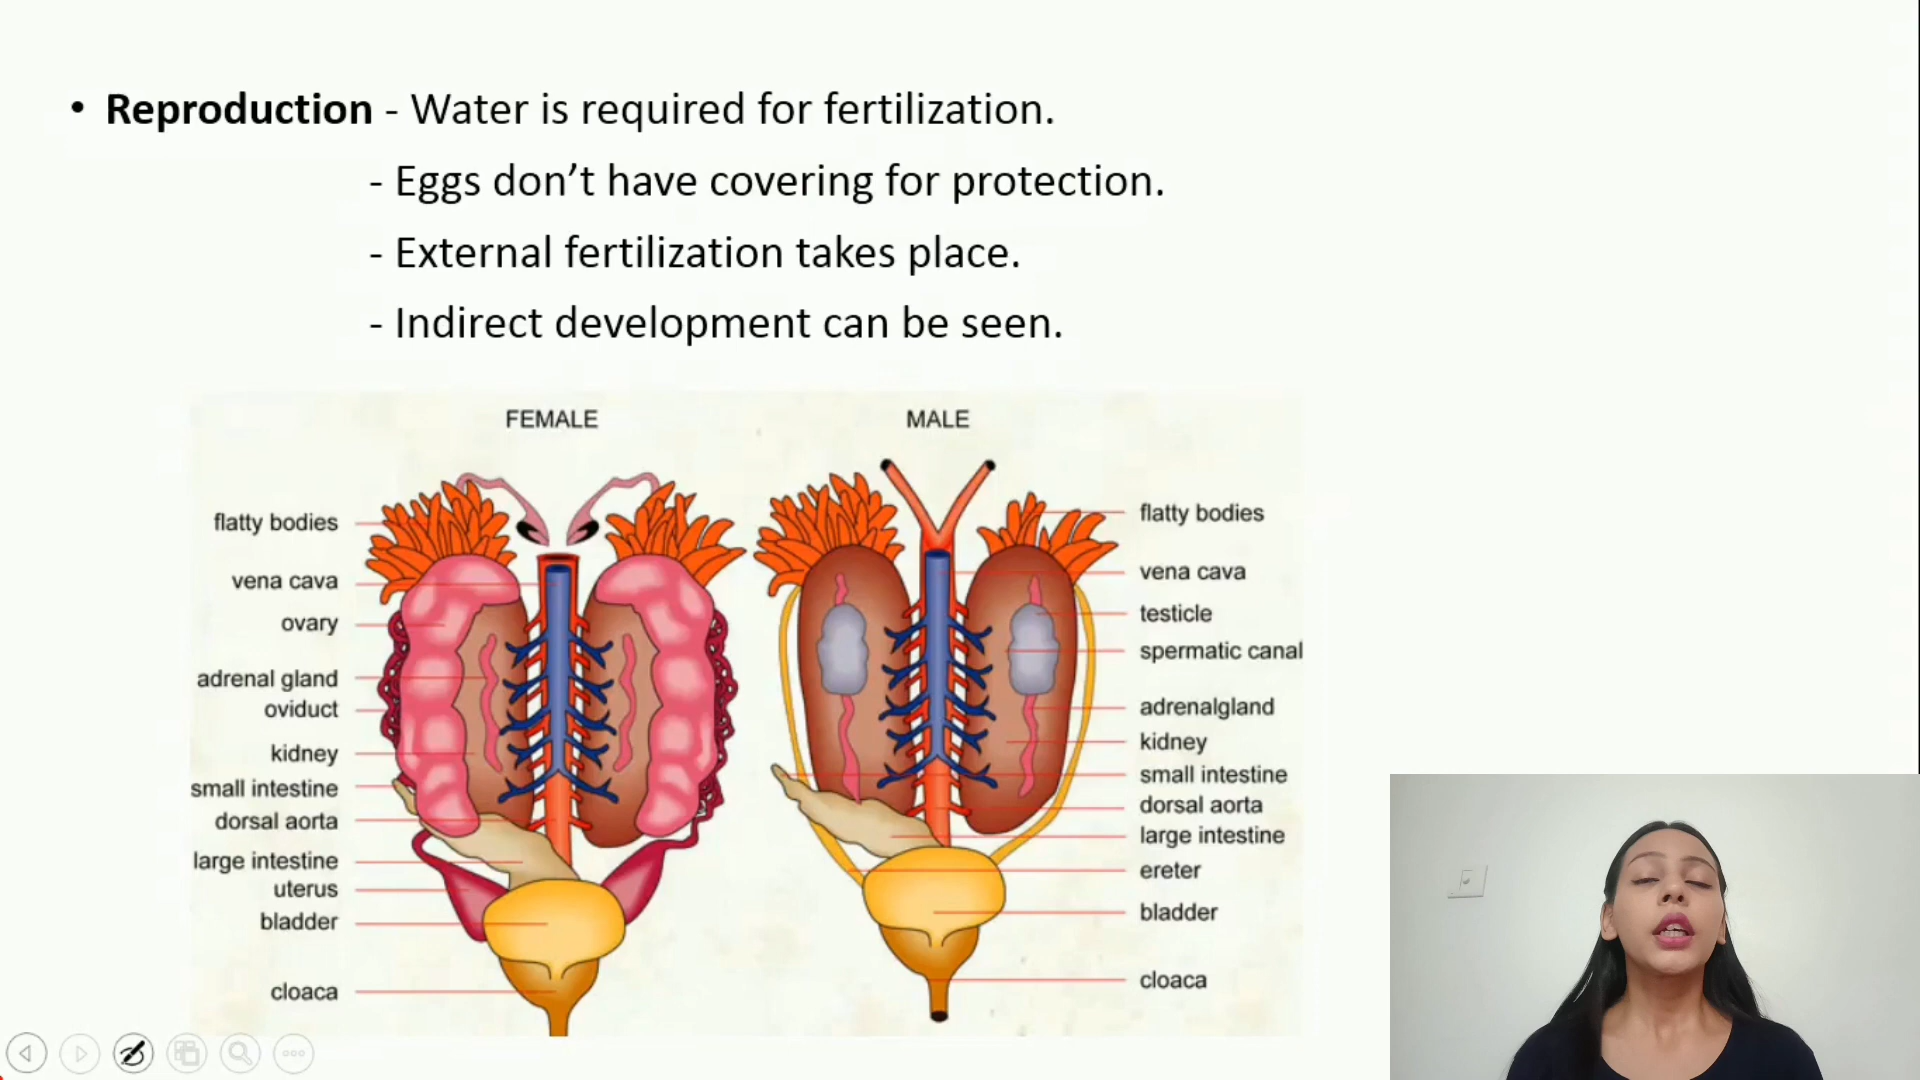 • Reproduction - Water is required for fertilization.
- Eggs don’t have covering for protection.
- External fertilization takes place.
- Indirect development can be seen.
FEMALE
flatty bodies
vena cava
ovary
adrenal gland
oviduct
kidney
small intestine
dorsal aorta
large intestine
uterus
bladder
cloaca
MALE
flatty bodies
vena cava
testicle
spermatic canal
adrenalgland
kidney
small intestine
dorsal aorta
large intestine
ereter
bladder
cloaca